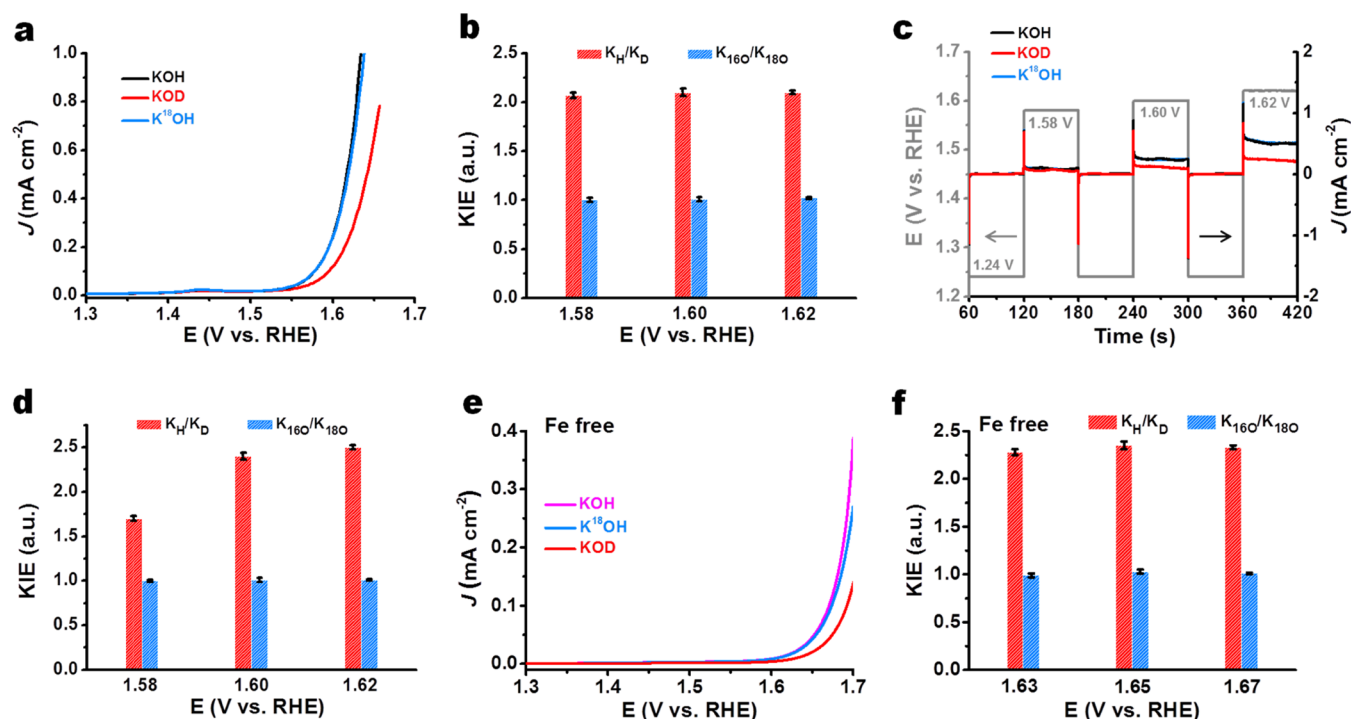 a
J (mA cm⁻²)
1.0
0.8
0.6
0.4
0.2
0.0
KOH
KOD
K¹⁸OH
1.3 1.4 1.5 1.6 1.7
E (V vs. RHE)
b
KIE (a.u.)
2.5
2.0
1.5
1.0
0.5
0.0
K_H/K_D K_16O/K_18O
1.58 1.60 1.62
E (V vs. RHE)
c
KOH
KOD
K¹⁸OH
E (V vs. RHE)
1.7
1.6
1.5
1.4
1.3
1.2
1.58 V
1.60 V
1.62 V
1.24 V
2
1
0
-1
-2
J (mA cm⁻²)
60 120 180 240 300 360 420
Time (s)
d
KIE (a.u.)
2.5
2.0
1.5
1.0
0.5
0.0
K_H/K_D K_16O/K_18O
1.58 1.60 1.62
E (V vs. RHE)
e
Fe free
J (mA cm⁻²)
0.4
0.3
0.2
0.1
0.0
KOH
K¹⁸OH
KOD
1.3 1.4 1.5 1.6 1.7
E (V vs. RHE)
f
Fe free
K_H/K_D K_16O/K_18O
KIE (a.u.)
2.5
2.0
1.5
1.0
0.5
0.0
1.63 1.65 1.67
E (V vs. RHE)